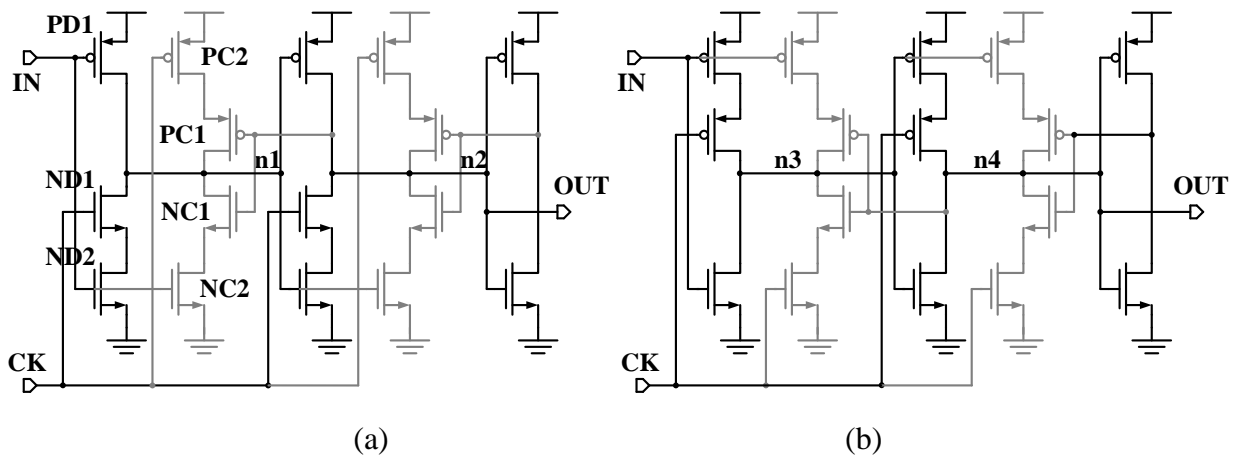 PD1
PC2
IN
PC1
n1
n2
ND1
NC1
OUT
ND2
NC2
CK
(a)
IN
n3
n4
OUT
CK
(b)